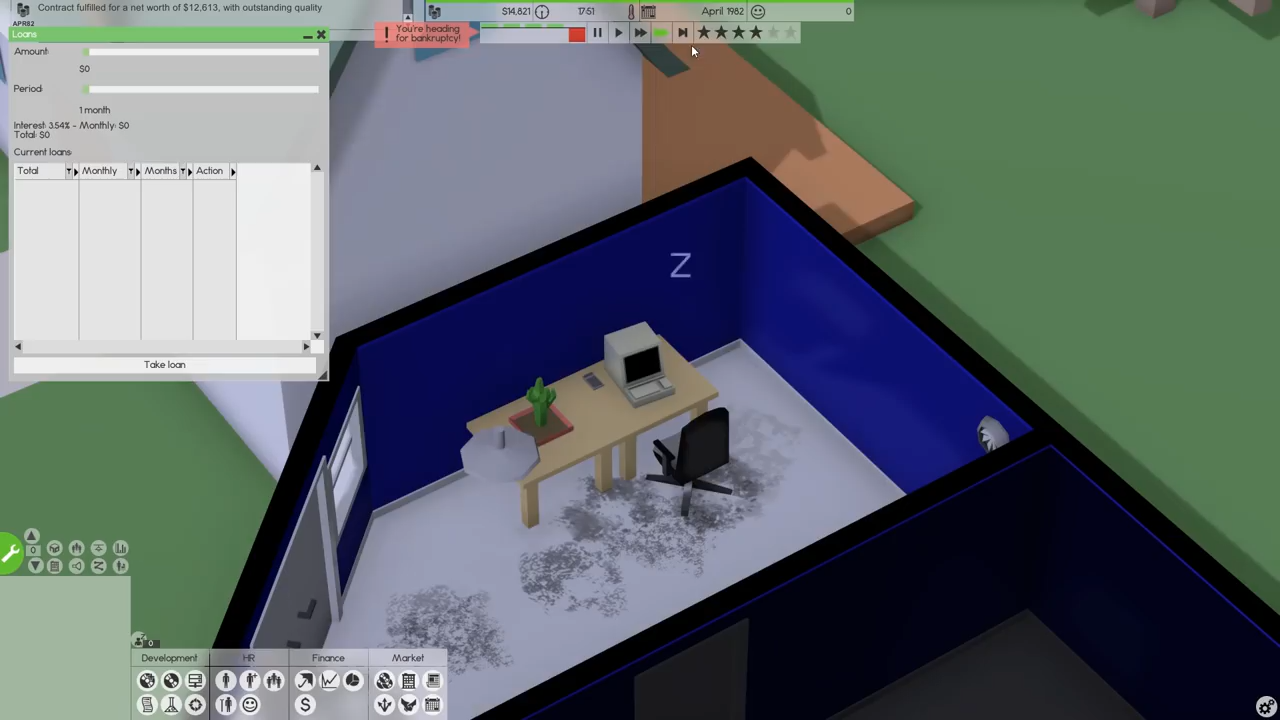 Contract fulfilled for a net worth of $12,613, with outstanding quality
APR82
$14,821
17:51
April 1982
0
! You're heading for bankruptcy!
Loans
Amount:
$0
Period:
1 month
Interest: 3.54% - Monthly: $0
Total: $0
Current loans:
Total Monthly Months Action
Take loan
Z
0
0
Development HR Finance Market
$